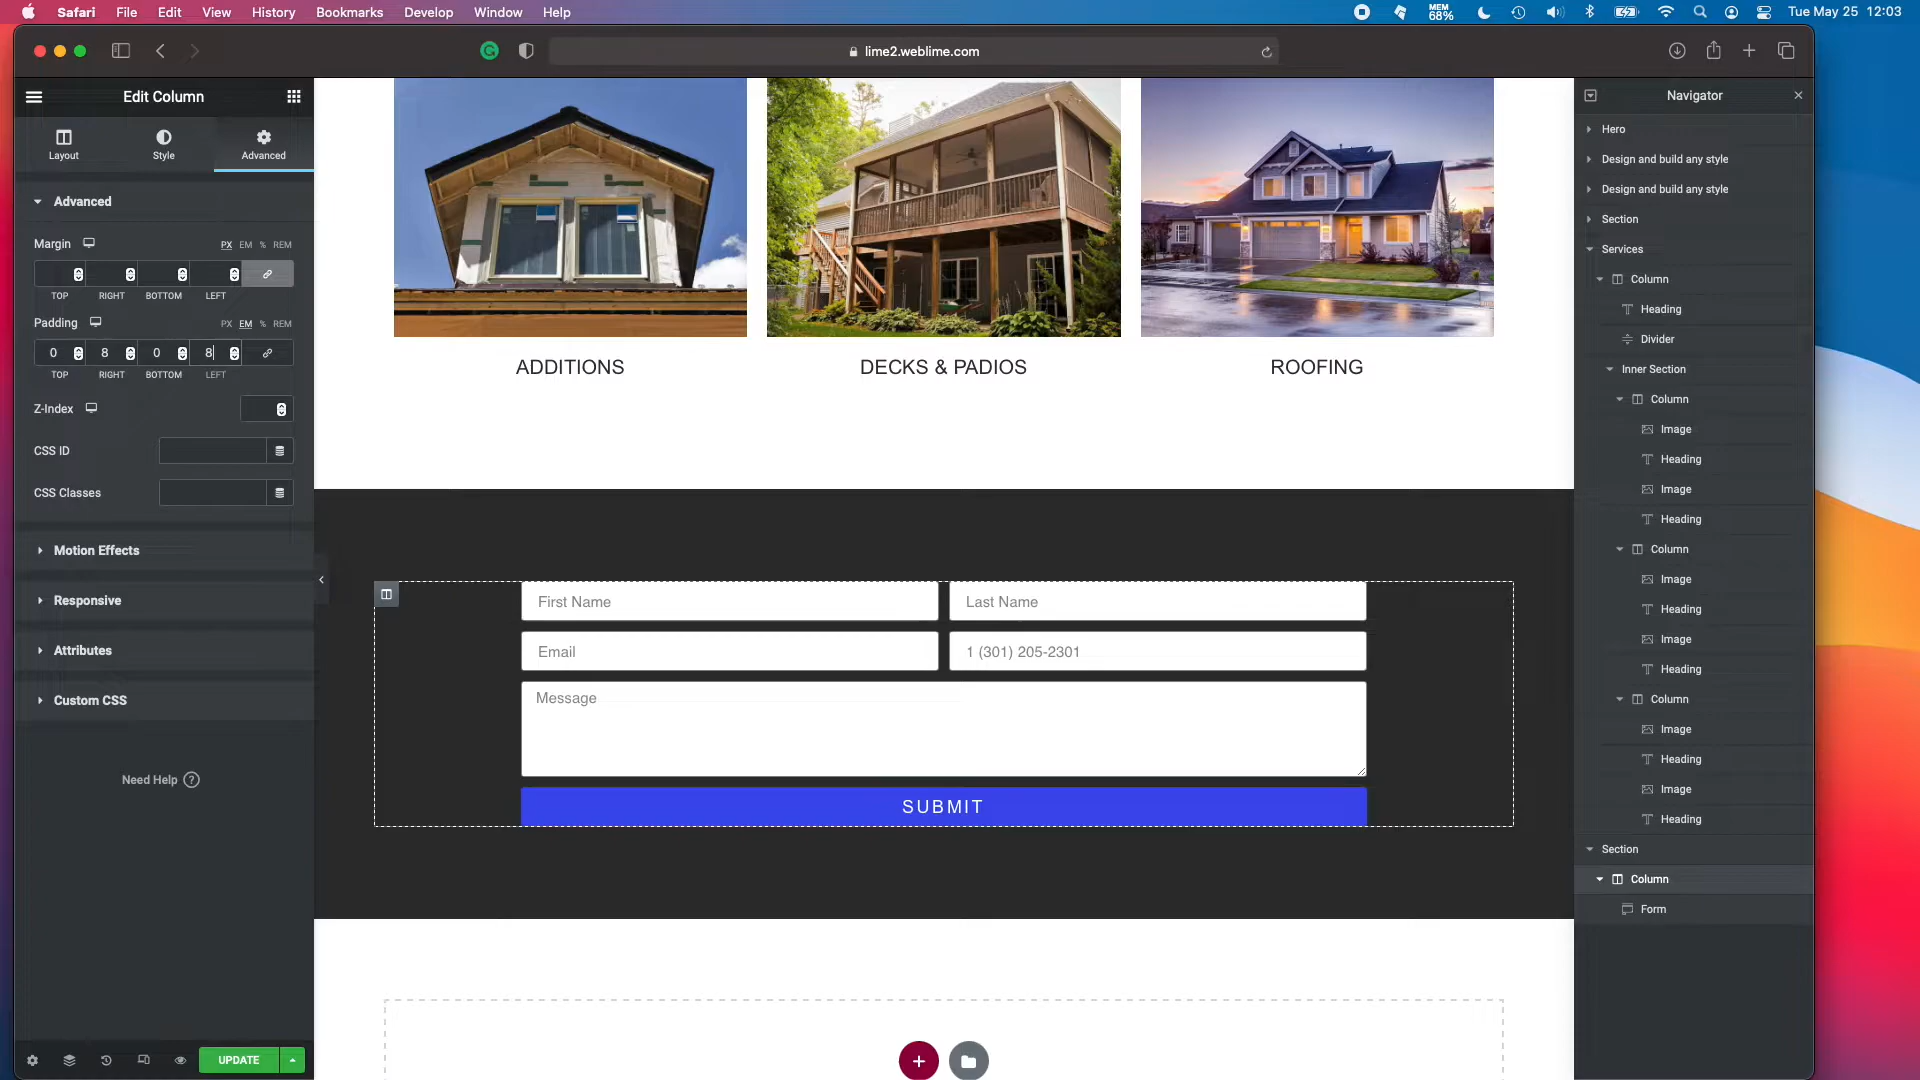 Safari File Edit View History Bookmarks Develop Window Help MEM 68% Tue May 25 12:03
lime2.weblime.com
Edit Column
Layout Style Advanced
Advanced
Margin PX EM % REM
TOP RIGHT BOTTOM LEFT
Padding PX EM % REM
0 8 0 8
TOP RIGHT BOTTOM LEFT
Z-Index
CSS ID
CSS Classes
Motion Effects
Responsive
Attributes
Custom CSS
Need Help ?
UPDATE
ADDITIONS DECKS & PADIOS ROOFING
First Name Last Name
Email 1 (301) 205-2301
Message
SUBMIT
Navigator
Hero
Design and build any style
Design and build any style
Section
Services
Column
Heading
Divider
Inner Section
Column
Image
Heading
Image
Heading
Column
Image
Heading
Image
Heading
Column
Image
Heading
Image
Heading
Section
Column
Form